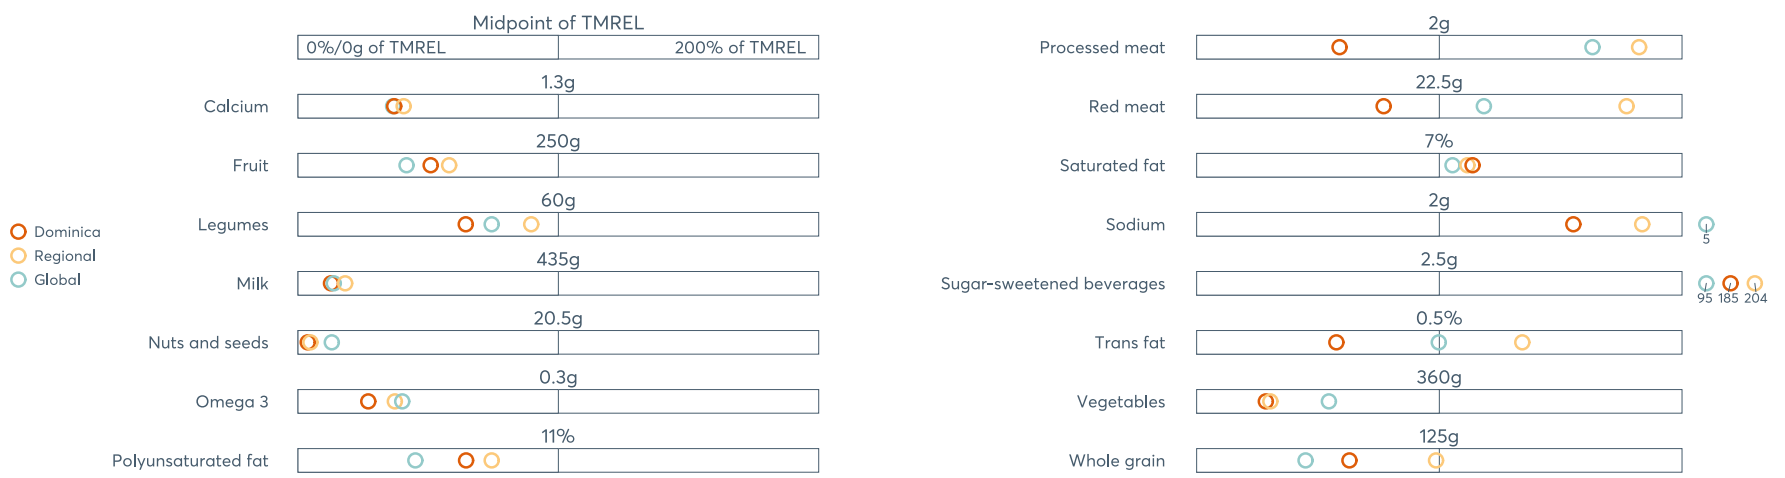 Midpoint of TMREL
0%/0g of TMREL 200% of TMREL
1.3g
Calcium
250g
Fruit
60g
Legumes
435g
Milk
20.5g
Nuts and seeds
0.3g
Omega 3
11%
Polyunsaturated fat
Dominica
Regional
Global
2g
Processed meat
22.5g
Red meat
7%
Saturated fat
2g
Sodium
5
2.5g
Sugar-sweetened beverages
95 185 204
0.5%
Trans fat
360g
Vegetables
125g
Whole grain